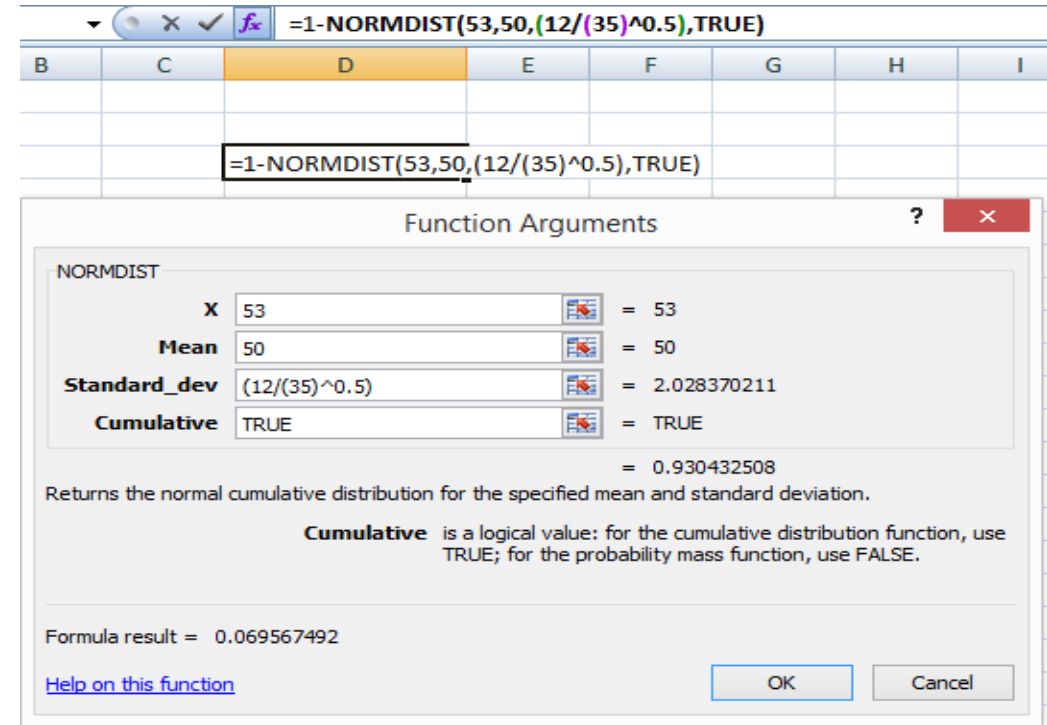 =1-NORMDIST(53,50,(12/(35)^0.5),TRUE)
B C D E F G H I
=1-NORMDIST(53,50,(12/(35)^0.5),TRUE)
Function Arguments ?
NORMDIST
X 53 = 53
Mean 50 = 50
Standard_dev (12/(35)^0.5) = 2.028370211
Cumulative TRUE = TRUE
= 0.930432508
Returns the normal cumulative distribution for the specified mean and standard deviation.
Cumulative is a logical value: for the cumulative distribution function, use
TRUE; for the probability mass function, use FALSE.
Formula result = 0.069567492
Help on this function OK Cancel